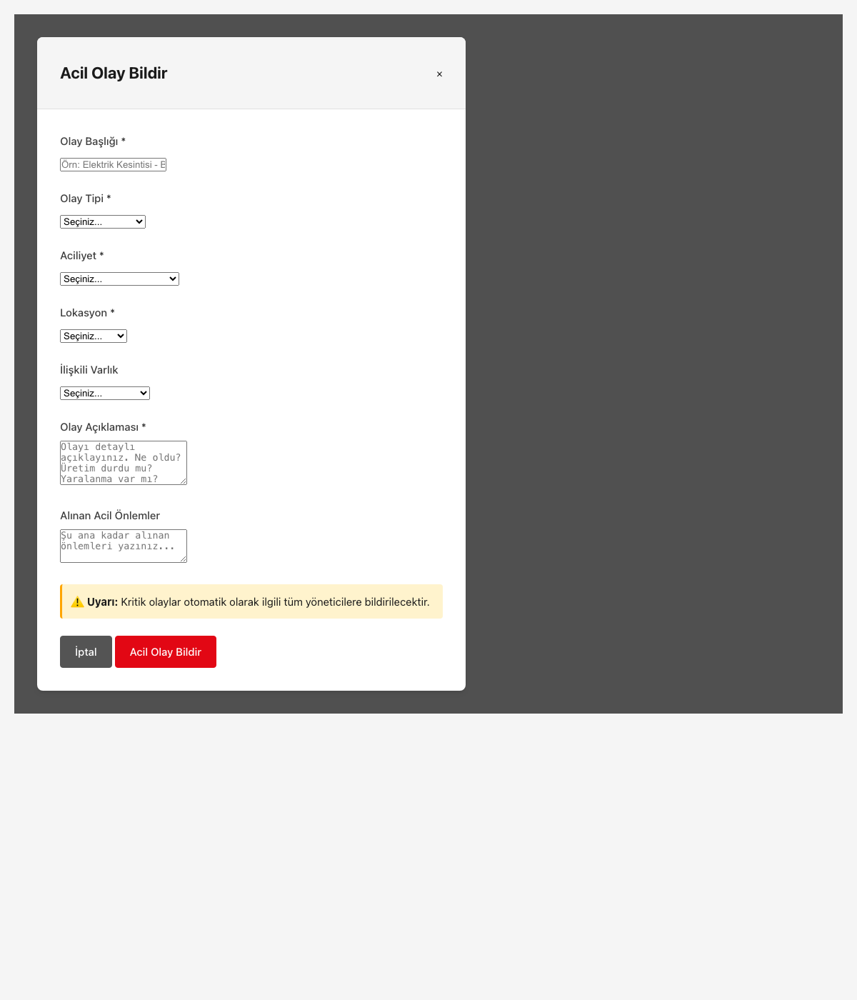 Acil Olay Bildir
×
Olay Başlığı *
Örn: Elektrik Kesintisi - B
Olay Tipi *
Seçiniz...
Aciliyet *
Seçiniz...
Lokasyon *
Seçiniz...
İlişkili Varlık
Seçiniz...
Olay Açıklaması *
Olayı detaylı
açıklayınız. Ne oldu?
Üretim durdu mu?
Yaralanma var mı?
Alınan Acil Önlemler
Şu ana kadar alınan
önlemleri yazınız...
⚠️ Uyarı: Kritik olaylar otomatik olarak ilgili tüm yöneticilere bildirilecektir.
İptal Acil Olay Bildir